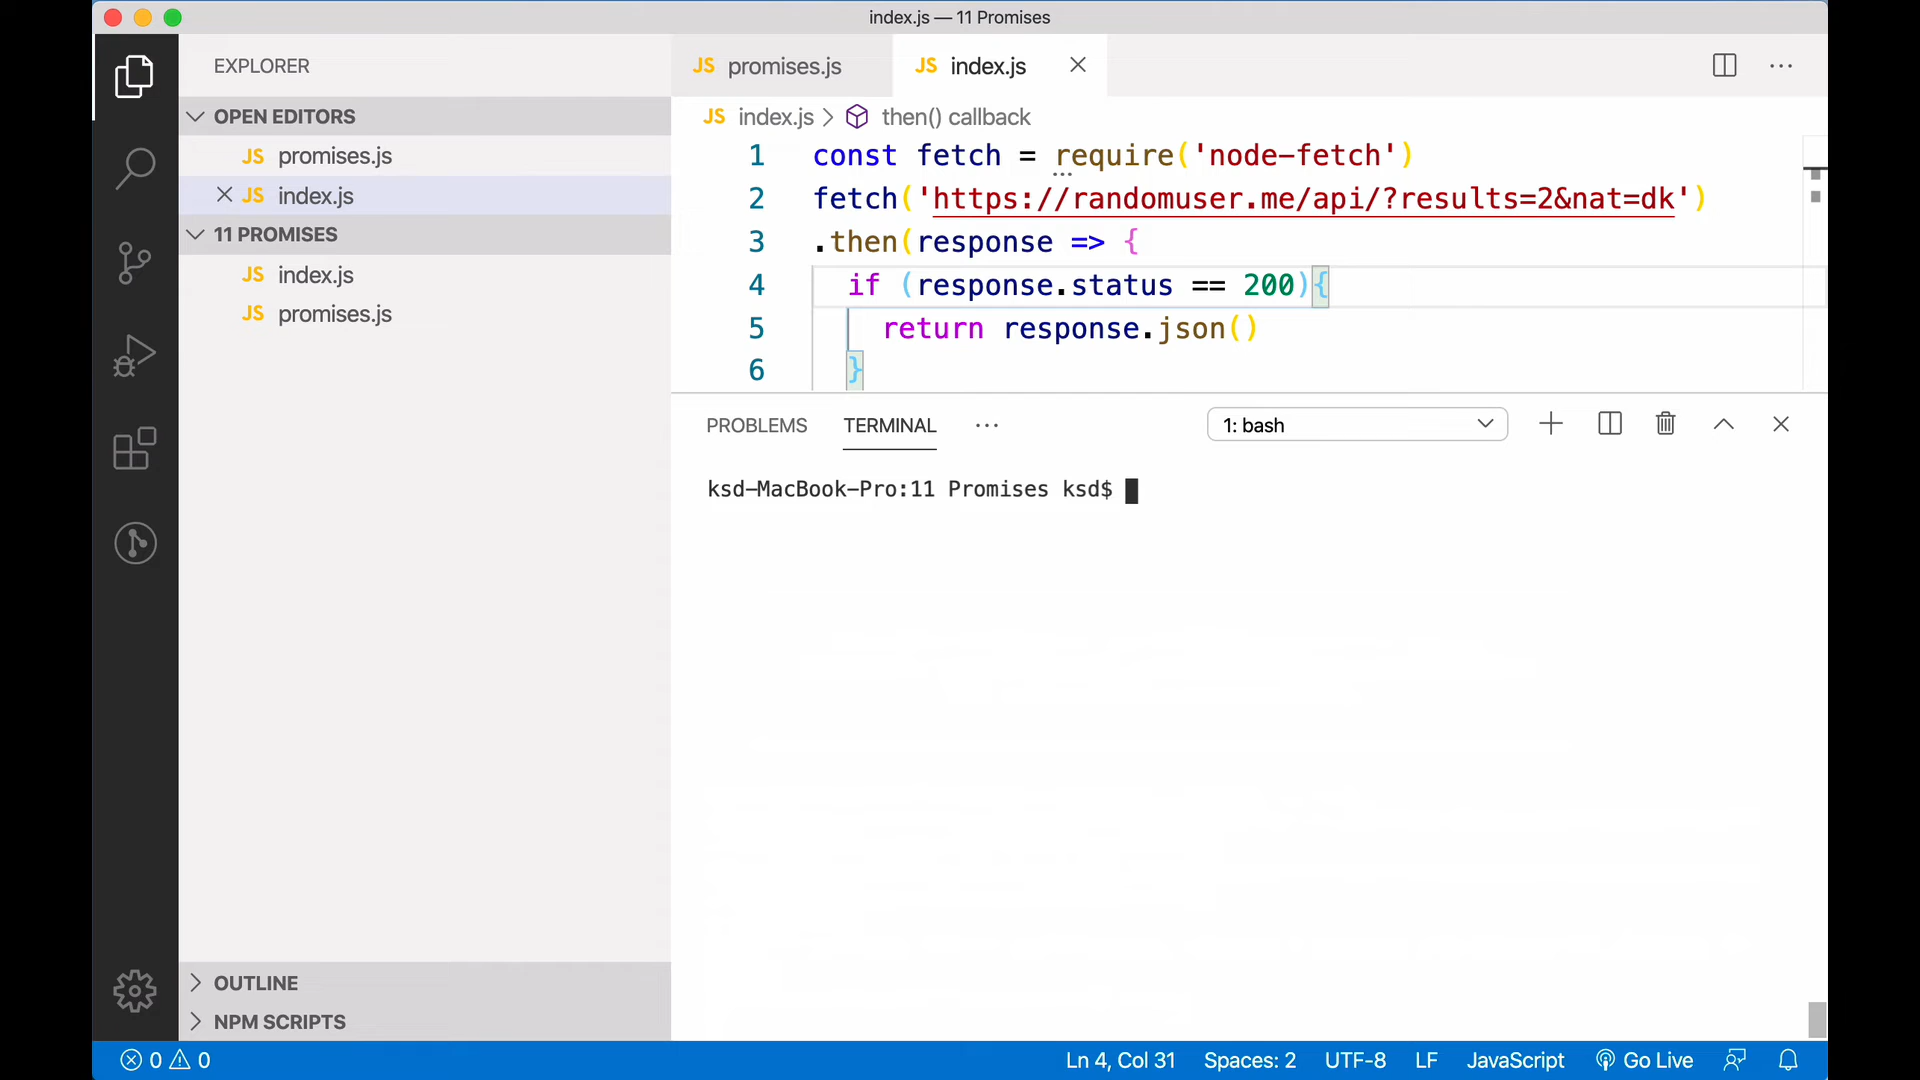 index.js — 11 Promises
EXPLORER
OPEN EDITORS
JS promises.js
JS index.js
11 PROMISES
JS index.js
JS promises.js
OUTLINE
NPM SCRIPTS
JS promises.js
JS index.js
JS index.js > then() callback
1 const fetch = require('node-fetch')
2 fetch('https://randomuser.me/api/?results=2&nat=dk')
3 .then(response => {
4 if (response.status == 200){
5 return response.json()
6 }
PROBLEMS TERMINAL ···
1: bash
ksd-MacBook-Pro:11 Promises ksd$
0 0
Ln 4, Col 31 Spaces: 2 UTF-8 LF JavaScript Go Live